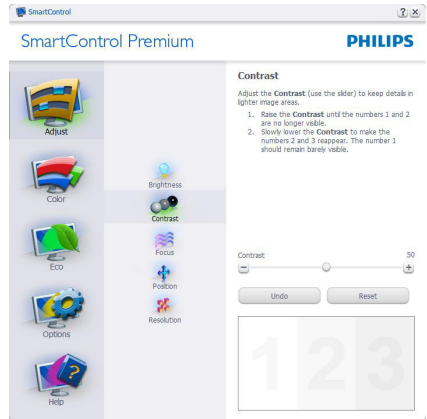 SmartControl
SmartControl Premium
PHILIPS
Adjust
Color
Eco
Options
Help
Brightness
Contrast
Focus
Position
Resolution
Contrast
Adjust the Contrast (use the slider) to keep details in
lighter image areas.
1. Raise the Contrast until the numbers 1 and 2
are no longer visible.
2. Slowly lower the Contrast to make the
numbers 2 and 3 reappear. The number 1
should remain barely visible.
Contrast 50
Undo Reset
1 2 3